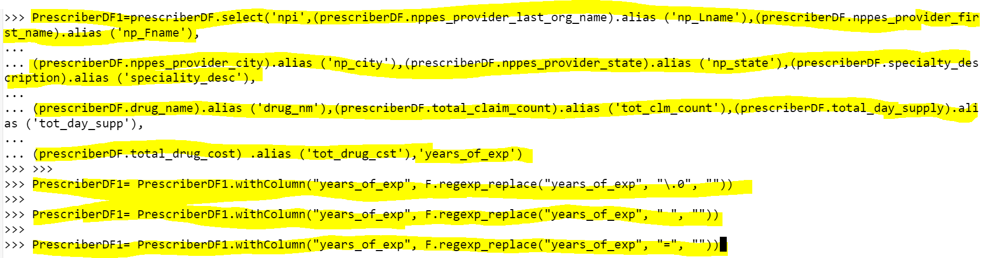 >>> PrescriberDF1=prescriberDF.select('npi',(prescriberDF.nppes_provider_last_org_name).alias ('np_Lname'),(prescriberDF.nppes_provider_fir
st_name).alias ('np_Fname'),
...
... (prescriberDF.nppes_provider_city).alias ('np_city'),(prescriberDF.nppes_provider_state).alias ('np_state'),(prescriberDF.specialty_des
cription).alias ('speciality_desc'),
...
... (prescriberDF.drug_name).alias ('drug_nm'),(prescriberDF.total_claim_count).alias ('tot_clm_count'),(prescriberDF.total_day_supply).ali
as ('tot_day_supp'),
...
... (prescriberDF.total_drug_cost) .alias ('tot_drug_cst'),'years_of_exp')
>>> >>>
>>> PrescriberDF1= PrescriberDF1.withColumn("years_of_exp", F.regexp_replace("years_of_exp", "\.0", ""))
>>>
>>> PrescriberDF1= PrescriberDF1.withColumn("years_of_exp", F.regexp_replace("years_of_exp", " ", ""))
>>>
>>> PrescriberDF1= PrescriberDF1.withColumn("years_of_exp", F.regexp_replace("years_of_exp", "=", ""))